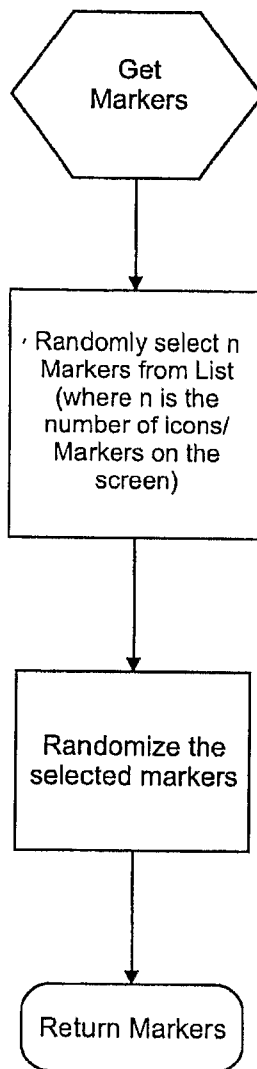 Get
Markers
Randomly select n
Markers from List
(where n is the
number of icons/
Markers on the
screen)
Randomize the
selected markers
Return Markers